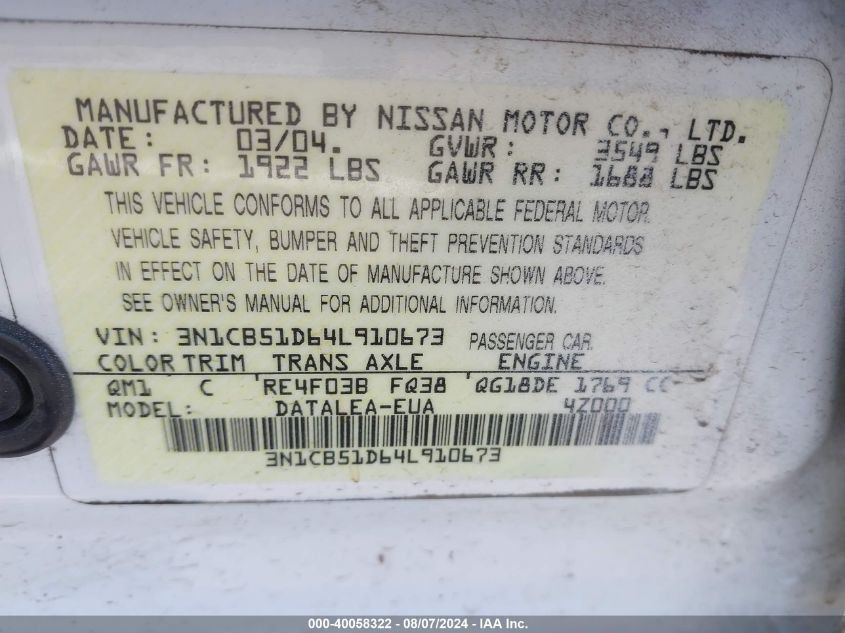 MANUFACTURED BY NISSAN MOTOR CO., LTD.
DATE: 03/04. GVWR: 3549 LBS
GAWR FR: 1922 LBS GAWR RR: 1688 LBS
THIS VEHICLE CONFORMS TO ALL APPLICABLE FEDERAL MOTOR
VEHICLE SAFETY, BUMPER AND THEFT PREVENTION STANDARDS
IN EFFECT ON THE DATE OF MANUFACTURE SHOWN ABOVE.
SEE OWNER'S MANUAL FOR ADDITIONAL INFORMATION.
VIN: 3N1CB51D64L910673 PASSENGER CAR
COLOR TRIM TRANS AXLE ENGINE
QM1 C RE4F03B FQ38 QG18DE 1769 CC
MODEL: DATALEA-EUA 4Z000
3N1CB51D64L910673
000-40058322 - 08/07/2024 - IAA Inc.